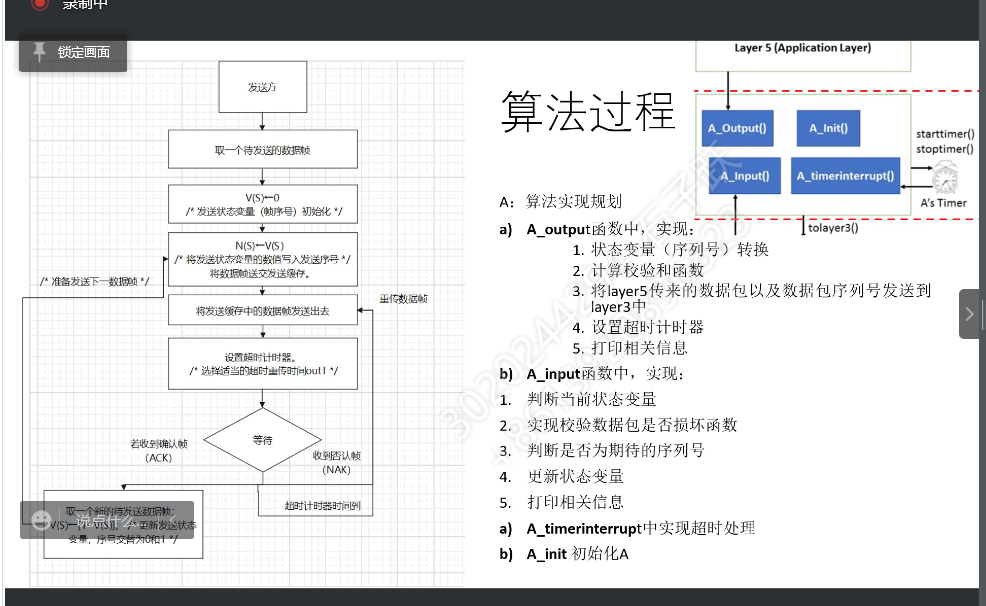 录制中
锁定画面
发送方
取一个待发送的数据帧
V(S)←0
/* 发送状态变量（帧序号）初始化 */
N(S)←V(S)
/* 将发送状态变量的数值写入发送序号 */
将数据帧送交发送缓存。
/* 准备发送下一数据帧 */
重传数据帧
将发送缓存中的数据帧发送出去
设置超时计时器。
/* 选择适当的超时重传时间out1 */
等待
若收到确认帧
（ACK）
收到否认帧
（NAK）
超时计时器时间到
取一个新的待发送数据帧;
/* 更新发送状态
变量，序号交替为0和1 */
说点什么...
算法过程
Layer 5 (Application Layer)
A_Output()
A_Init()
A_Input()
A_timerinterrupt()
starttimer()
stoptimer()
A's Timer
tolayer3()
A：算法实现规划
a) A_output函数中，实现：
1. 状态变量（序列号）转换
2. 计算校验和函数
3. 将layer5传来的数据包以及数据包序列号发送到
layer3中
4. 设置超时计时器
5. 打印相关信息
b) A_input函数中，实现：
1. 判断当前状态变量
2. 实现校验数据包是否损坏函数
3. 判断是否为期待的序列号
4. 更新状态变量
5. 打印相关信息
a) A_timerinterrupt中实现超时处理
b) A_init 初始化A